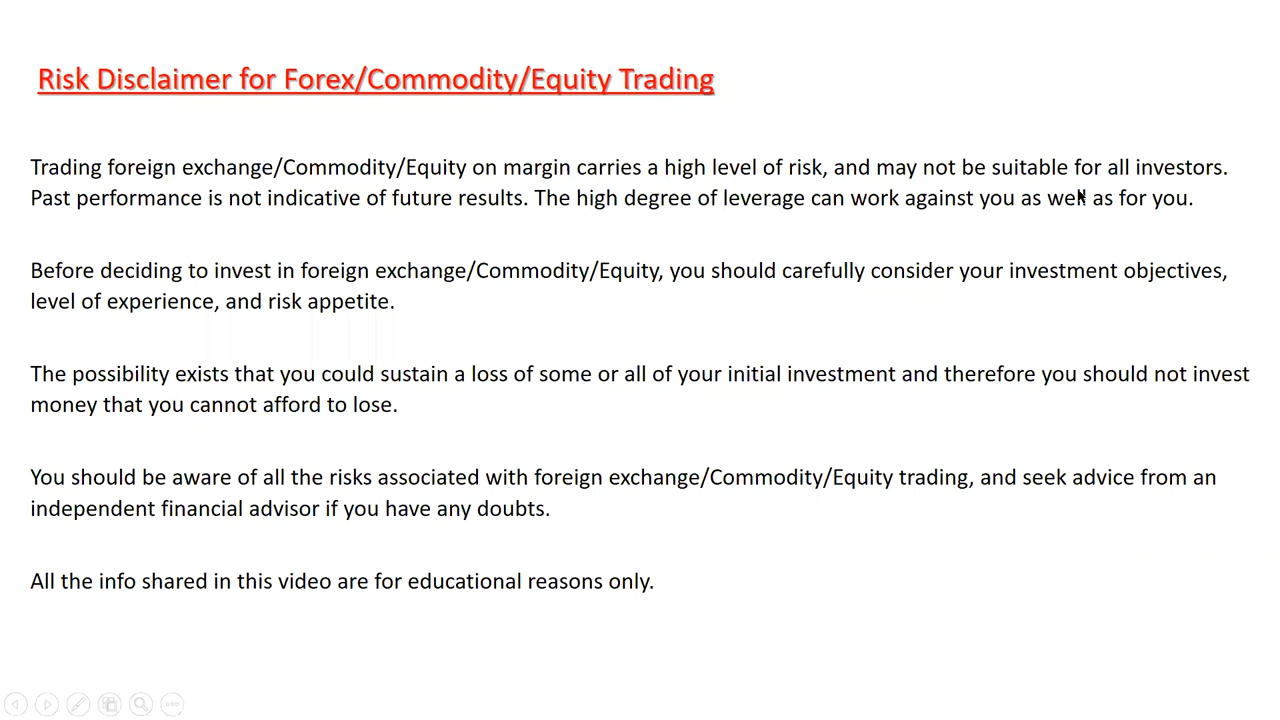 Risk Disclaimer for Forex/Commodity/Equity Trading
Trading foreign exchange/Commodity/Equity on margin carries a high level of risk, and may not be suitable for all investors.
Past performance is not indicative of future results. The high degree of leverage can work against you as well as for you.
Before deciding to invest in foreign exchange/Commodity/Equity, you should carefully consider your investment objectives,
level of experience, and risk appetite.
The possibility exists that you could sustain a loss of some or all of your initial investment and therefore you should not invest
money that you cannot afford to lose.
You should be aware of all the risks associated with foreign exchange/Commodity/Equity trading, and seek advice from an
independent financial advisor if you have any doubts.
All the info shared in this video are for educational reasons only.